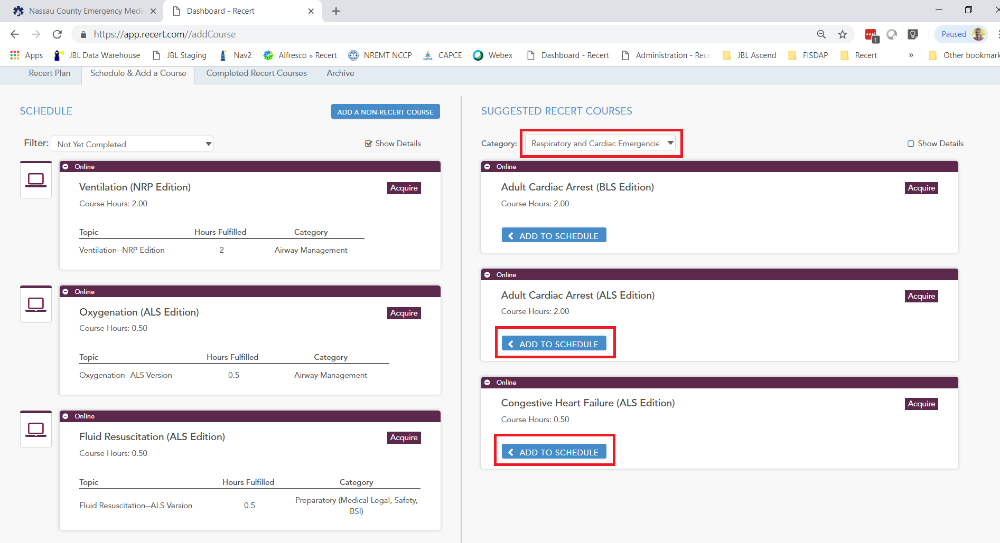 Nassau County Emergency Medi
Dashboard - Recert
https://app.recert.com//addCourse
Paused
1
Apps
JBL Data Warehouse
JBL Staging
Nav2
Alfresco » Recert
NREMT NCCP
CAPCE
CAPCE
Webex
Dashboard - Recert
Administration - Rece
JBL Ascend
FISDAP
Recert
»
Other bookmark
Recert Plan
Schedule & Add a Course
Completed Recert Courses
Archive
SCHEDULE
ADD A NON-RECERT COURSE
Filter: Not Yet Completed
Show Details
Online
Ventilation (NRP Edition)
Acquire
Course Hours: 2.00
Topic Hours Fulfilled Category
Ventilation--NRP Edition 2 Airway Management
Online
Oxygenation (ALS Edition)
Acquire
Course Hours: 0.50
Topic Hours Fulfilled Category
Oxygenation--ALS Version 0.5 Airway Management
Online
Fluid Resuscitation (ALS Edition)
Acquire
Course Hours: 0.50
Topic Hours Fulfilled Category
Fluid Resuscitation--ALS Version 0.5 Preparatory (Medical Legal, Safety,
BSI)
SUGGESTED RECERT COURSES
Category: Respiratory and Cardiac Emergencie
Show Details
Online
Adult Cardiac Arrest (BLS Edition)
Acquire
Course Hours: 2.00
ADD TO SCHEDULE
Online
Adult Cardiac Arrest (ALS Edition)
Acquire
Course Hours: 2.00
ADD TO SCHEDULE
Online
Congestive Heart Failure (ALS Edition)
Acquire
Course Hours: 0.50
ADD TO SCHEDULE